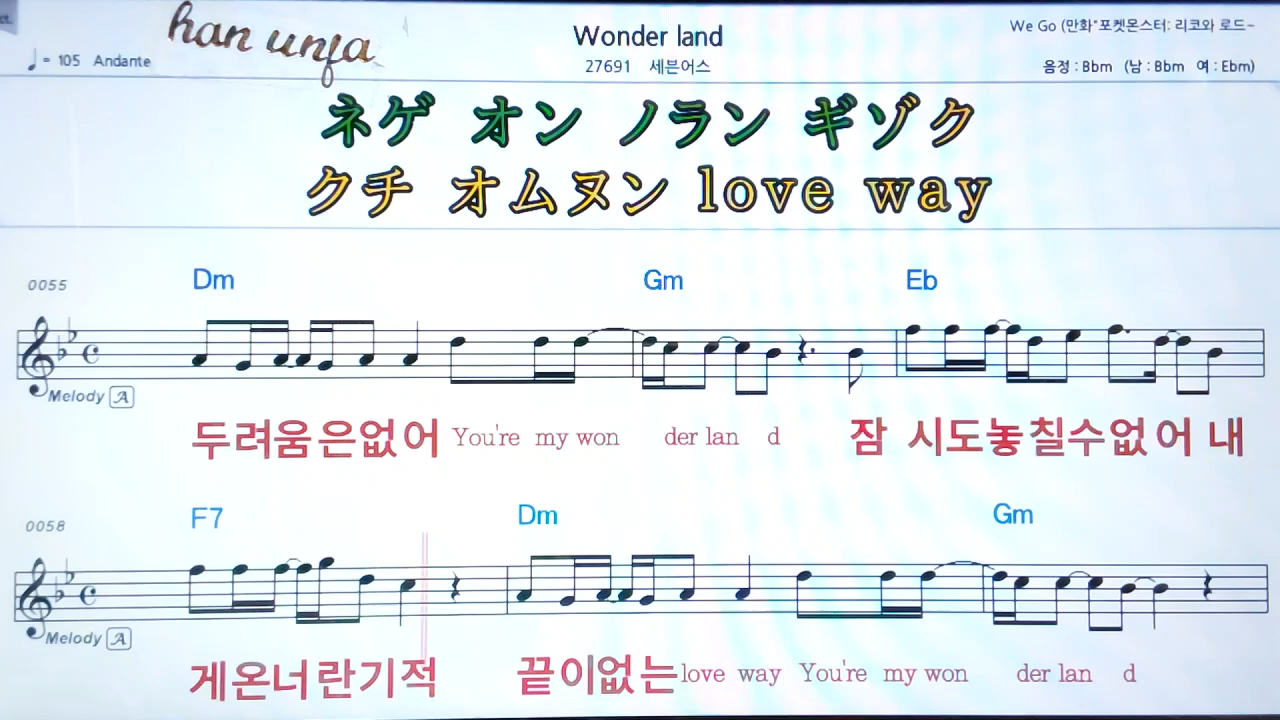 ct.
han unja
♩= 105 Andante
Wonder land
27691 세븐어스
We Go (만화"포켓몬스터: 리코와 로드~
음정 : Bbm (남 : Bbm 여 : Ebm)
ネゲ オン ノラン ギゾク
クチ オムヌン love way
0055
Dm Gm Eb
Melody A
두려움은없어 You're my won der lan d 잠 시도놓칠수없어 내
0058
F7 Dm Gm
Melody A
게온너란기적 끝이없는love way You're my won der lan d